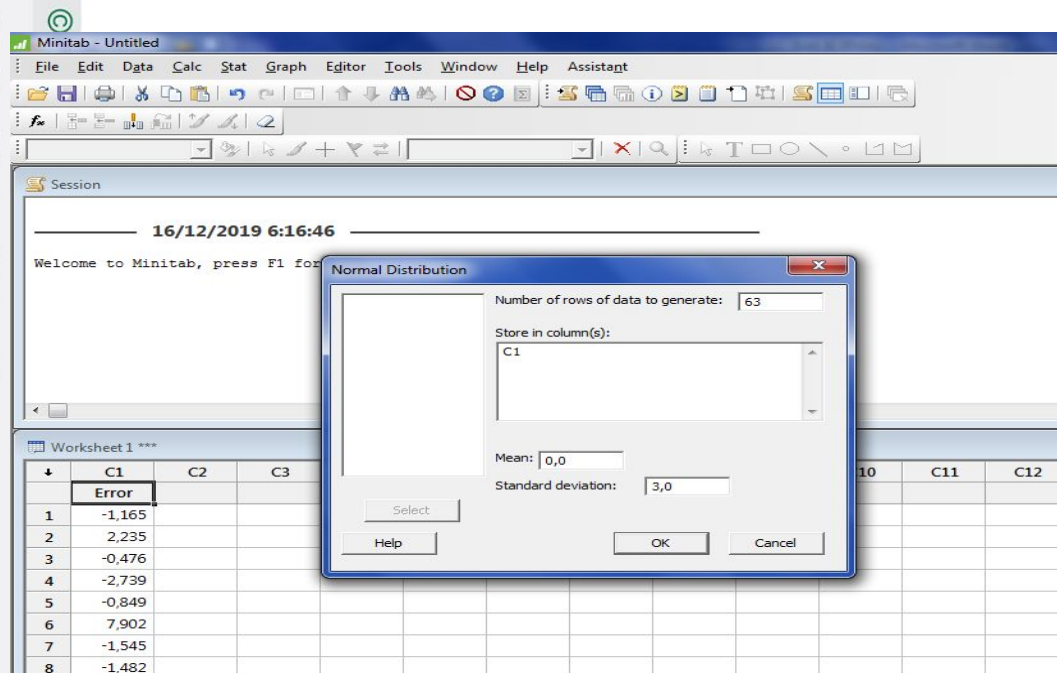 Minitab - Untitled
File Edit Data Calc Stat Graph Editor Tools Window Help Assistant
Session
16/12/2019 6:16:46
Welcome to Minitab, press F1 for
Normal Distribution
Number of rows of data to generate: 63
Store in column(s):
C1
Mean: 0,0
Standard deviation: 3,0
Select
Help OK Cancel
Worksheet 1 ***
C1 C2 C3 10 C11 C12
Error
1 -1,165
2 2,235
3 -0,476
4 -2,739
5 -0,849
6 7,902
7 -1,545
8 -1,482